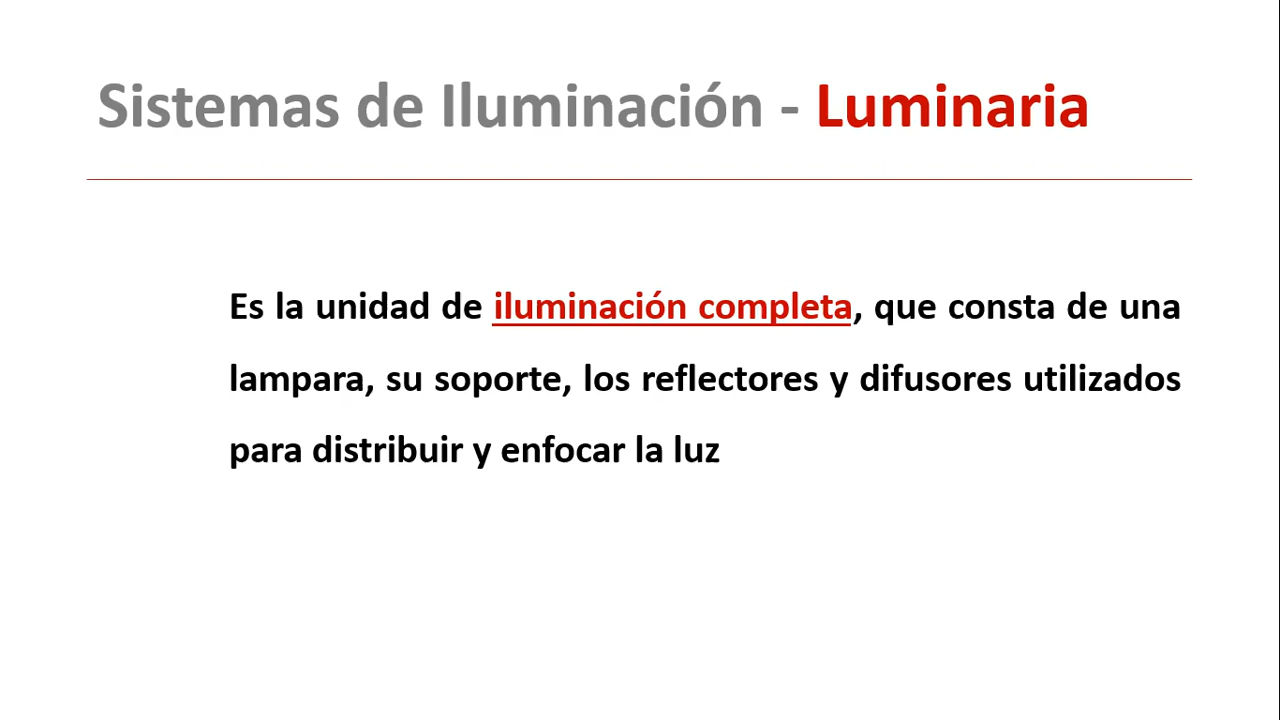 Sistemas de Iluminación - Luminaria
Es la unidad de iluminación completa, que consta de una
lampara, su soporte, los reflectores y difusores utilizados
para distribuir y enfocar la luz